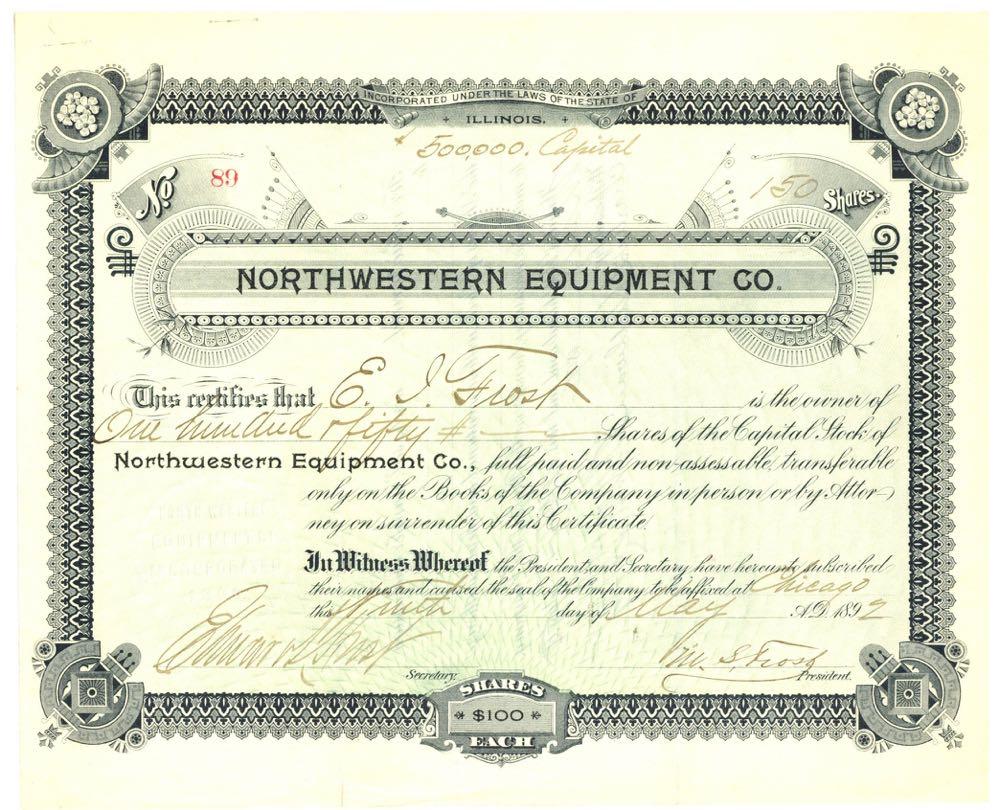 INCORPORATED UNDER THE LAWS OF THE STATE OF
ILLINOIS.
$500,000. Capital
No 89
150 Shares.
NORTHWESTERN EQUIPMENT CO.
This certifies that E. I. Frost is the owner of
One hundred & fifty Shares of the Capital Stock of
Northwestern Equipment Co., full paid and non-assessable, transferable
only on the Books of the Company in person or by Attor-
ney on surrender of this Certificate.
In Witness Whereof the President and Secretary have hereunto subscribed
their names and caused the seal of the Company to be affixed at Chicago
this Ninth day of May A.D. 1892
Edward I. Frost
Secretary.
M. S. Frost
President.
SHARES
$100
EACH